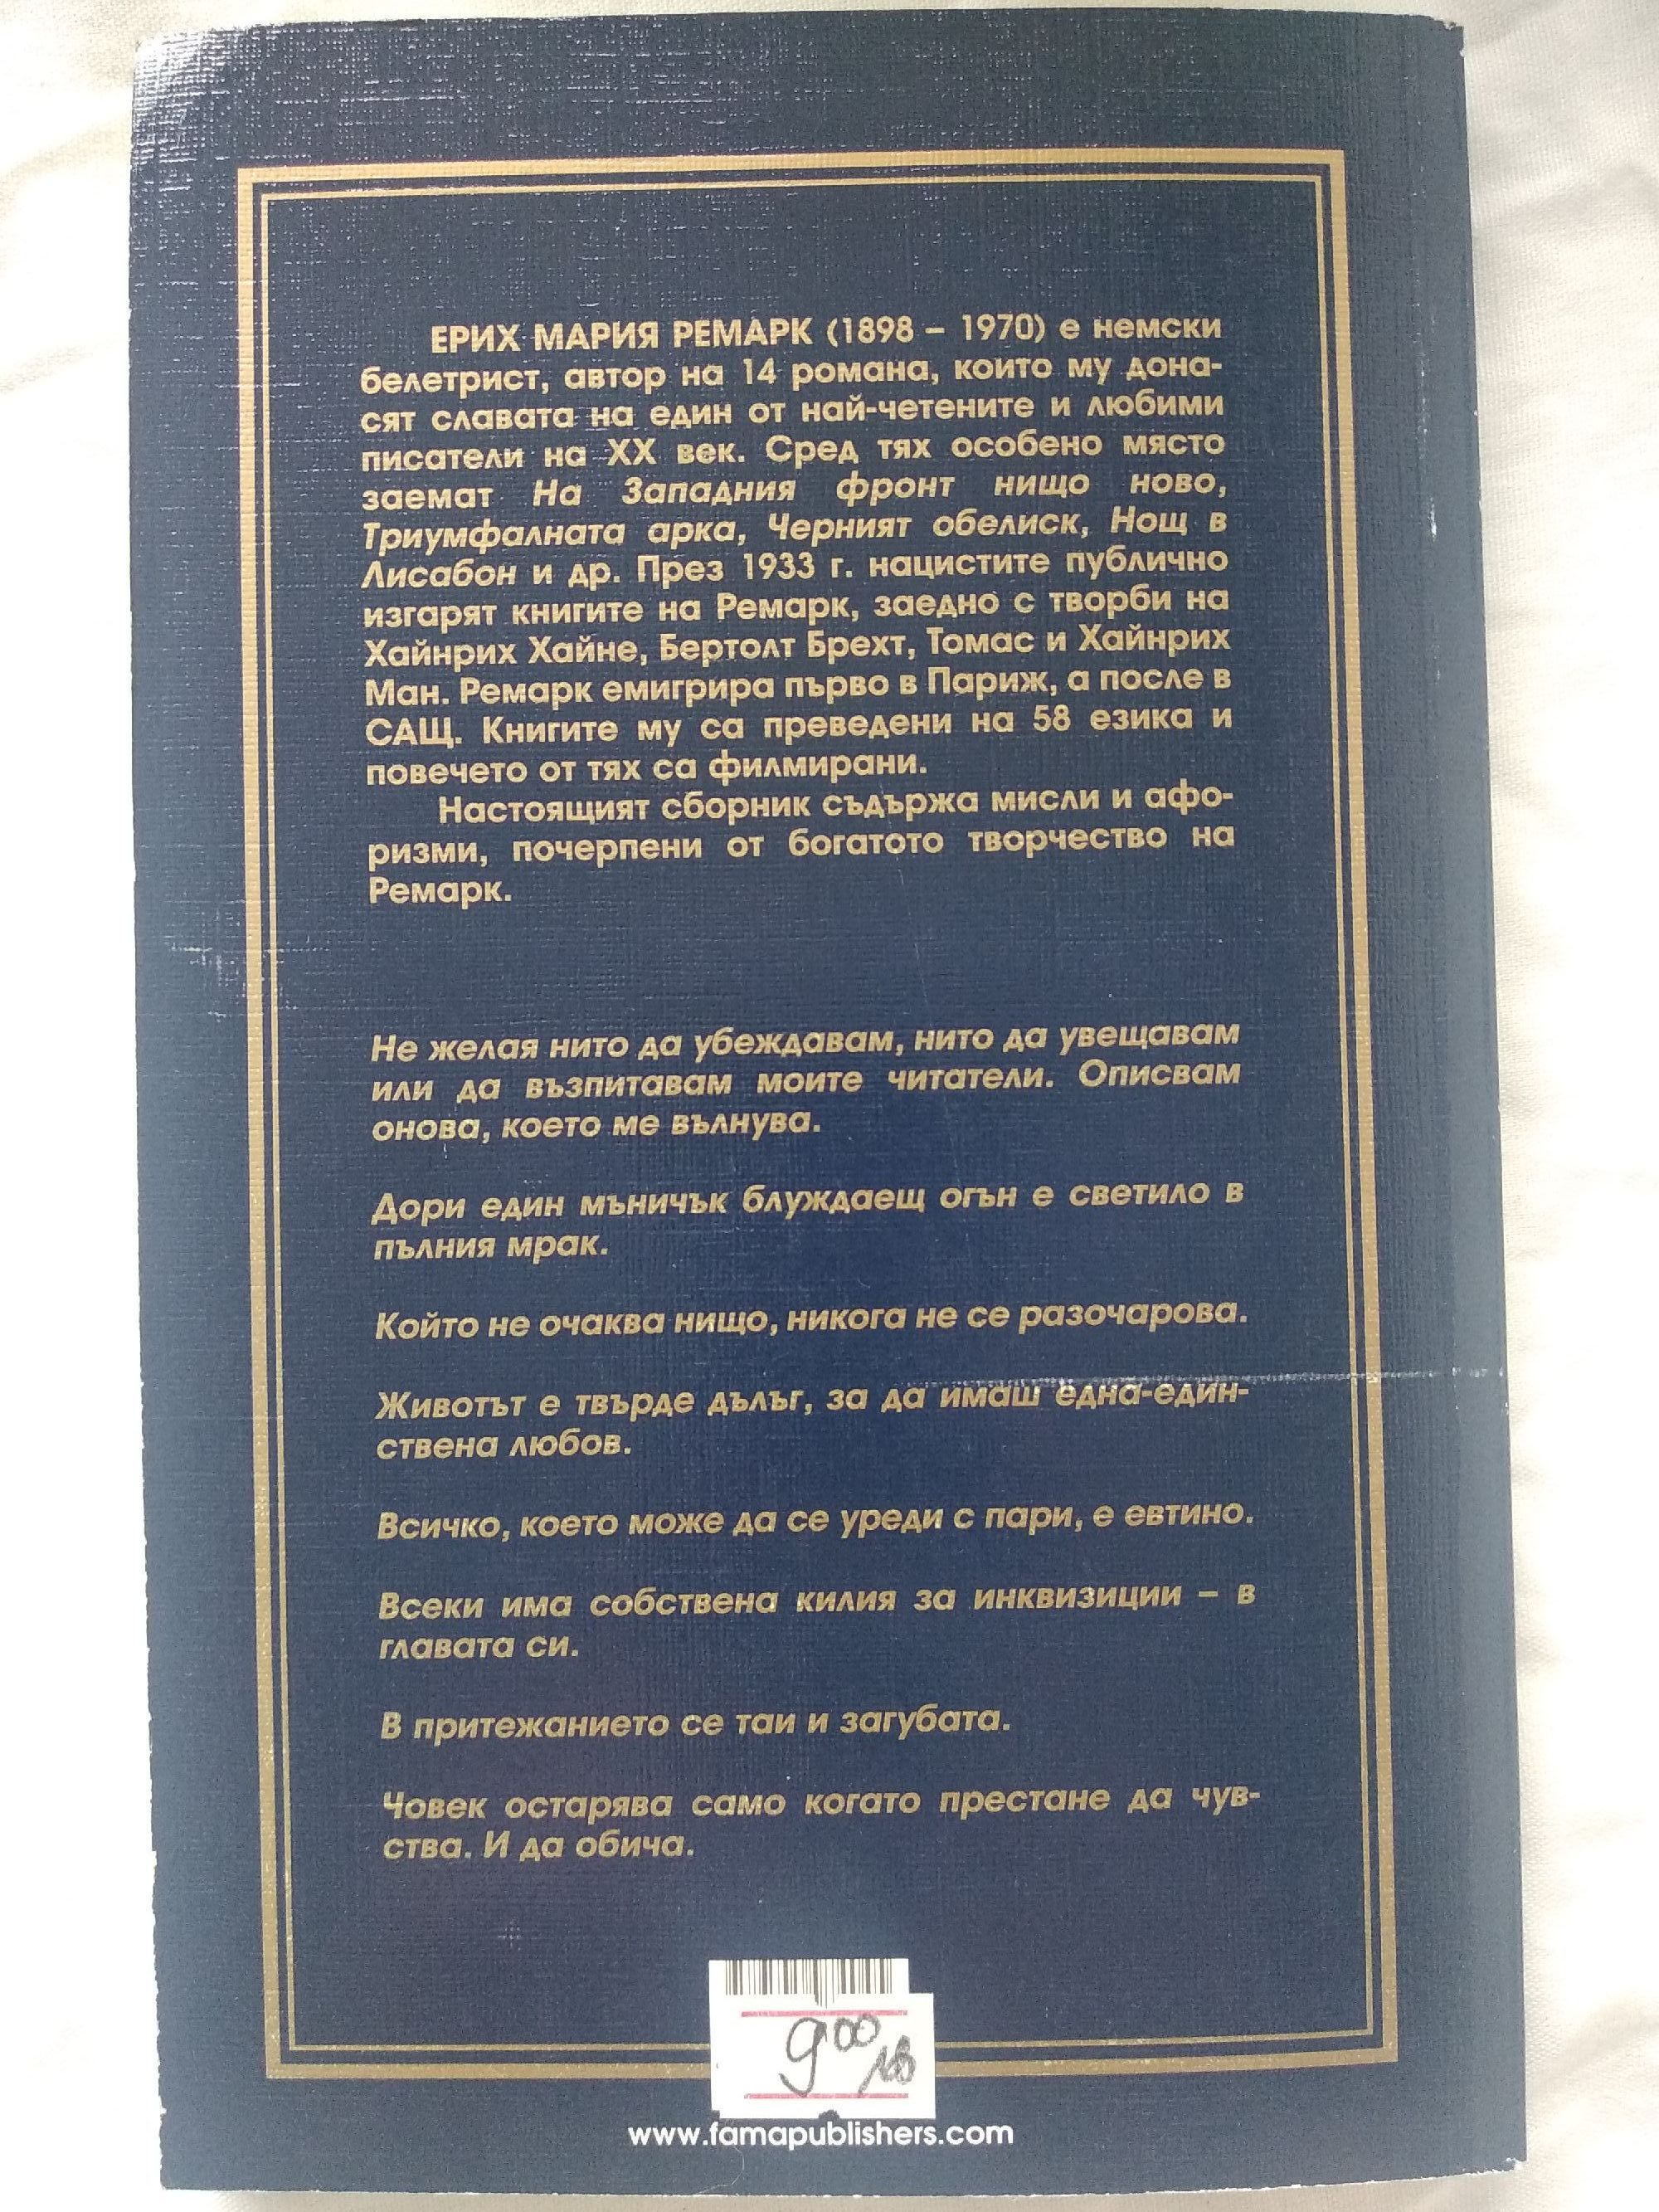 ЕРИХ МАРИЯ РЕМАРК (1898 – 1970) е немски
белетрист, автор на 14 романа, които му дона-
сят славата на един от най-четените и любими
писатели на XX век. Сред тях особено място
заемат На Западния фронт нищо ново,
Триумфалната арка, Черният обелиск, Нощ в
Лисабон и др. През 1933 г. нацистите публично
изгарят книгите на Ремарк, заедно с творби на
Хайнрих Хайне, Бертолт Брехт, Томас и Хайнрих
Ман. Ремарк емигрира първо в Париж, а после в
САЩ. Книгите му са преведени на 58 езика и
повечето от тях са филмирани.
Настоящият сборник съдържа мисли и афо-
ризми, почерпени от богатото творчество на
Ремарк.
Не желая нито да убеждавам, нито да увещавам
или да възпитавам моите читатели. Описвам
онова, което ме вълнува.
Дори един мъничък блуждаещ огън е светило в
пълния мрак.
Който не очаква нищо, никога не се разочарова.
Животът е твърде дълъг, за да имаш една-един-
ствена любов.
Всичко, което може да се уреди с пари, е евтино.
Всеки има собствена килия за инквизиции – в
главата си.
В притежанието се таи и загубата.
Човек остарява само когато престане да чув-
ства. И да обича.
9 00 лв
www.famapublishers.com